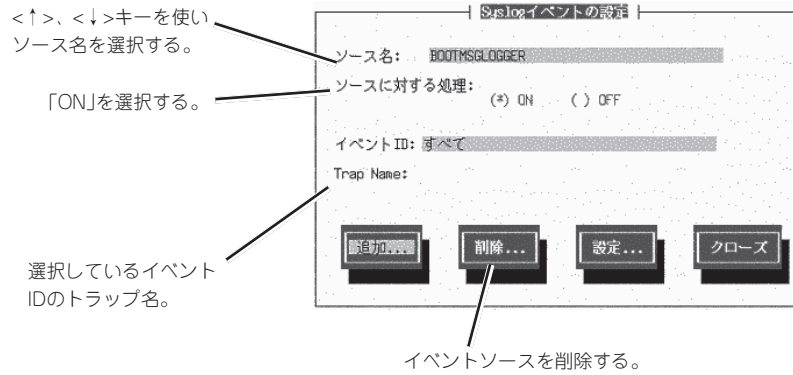 <↑>、<↓>キーを使い
ソース名を選択する。
「ON」を選択する。
選択しているイベント
IDのトラップ名。
Syslogイベントの設定
ソース名: BOOTMSGLOGGER
ソースに対する処理:
(*) ON ( ) OFF
イベントID: すべて
Trap Name:
追加... 削除... 設定... クローズ
イベントソースを削除する。